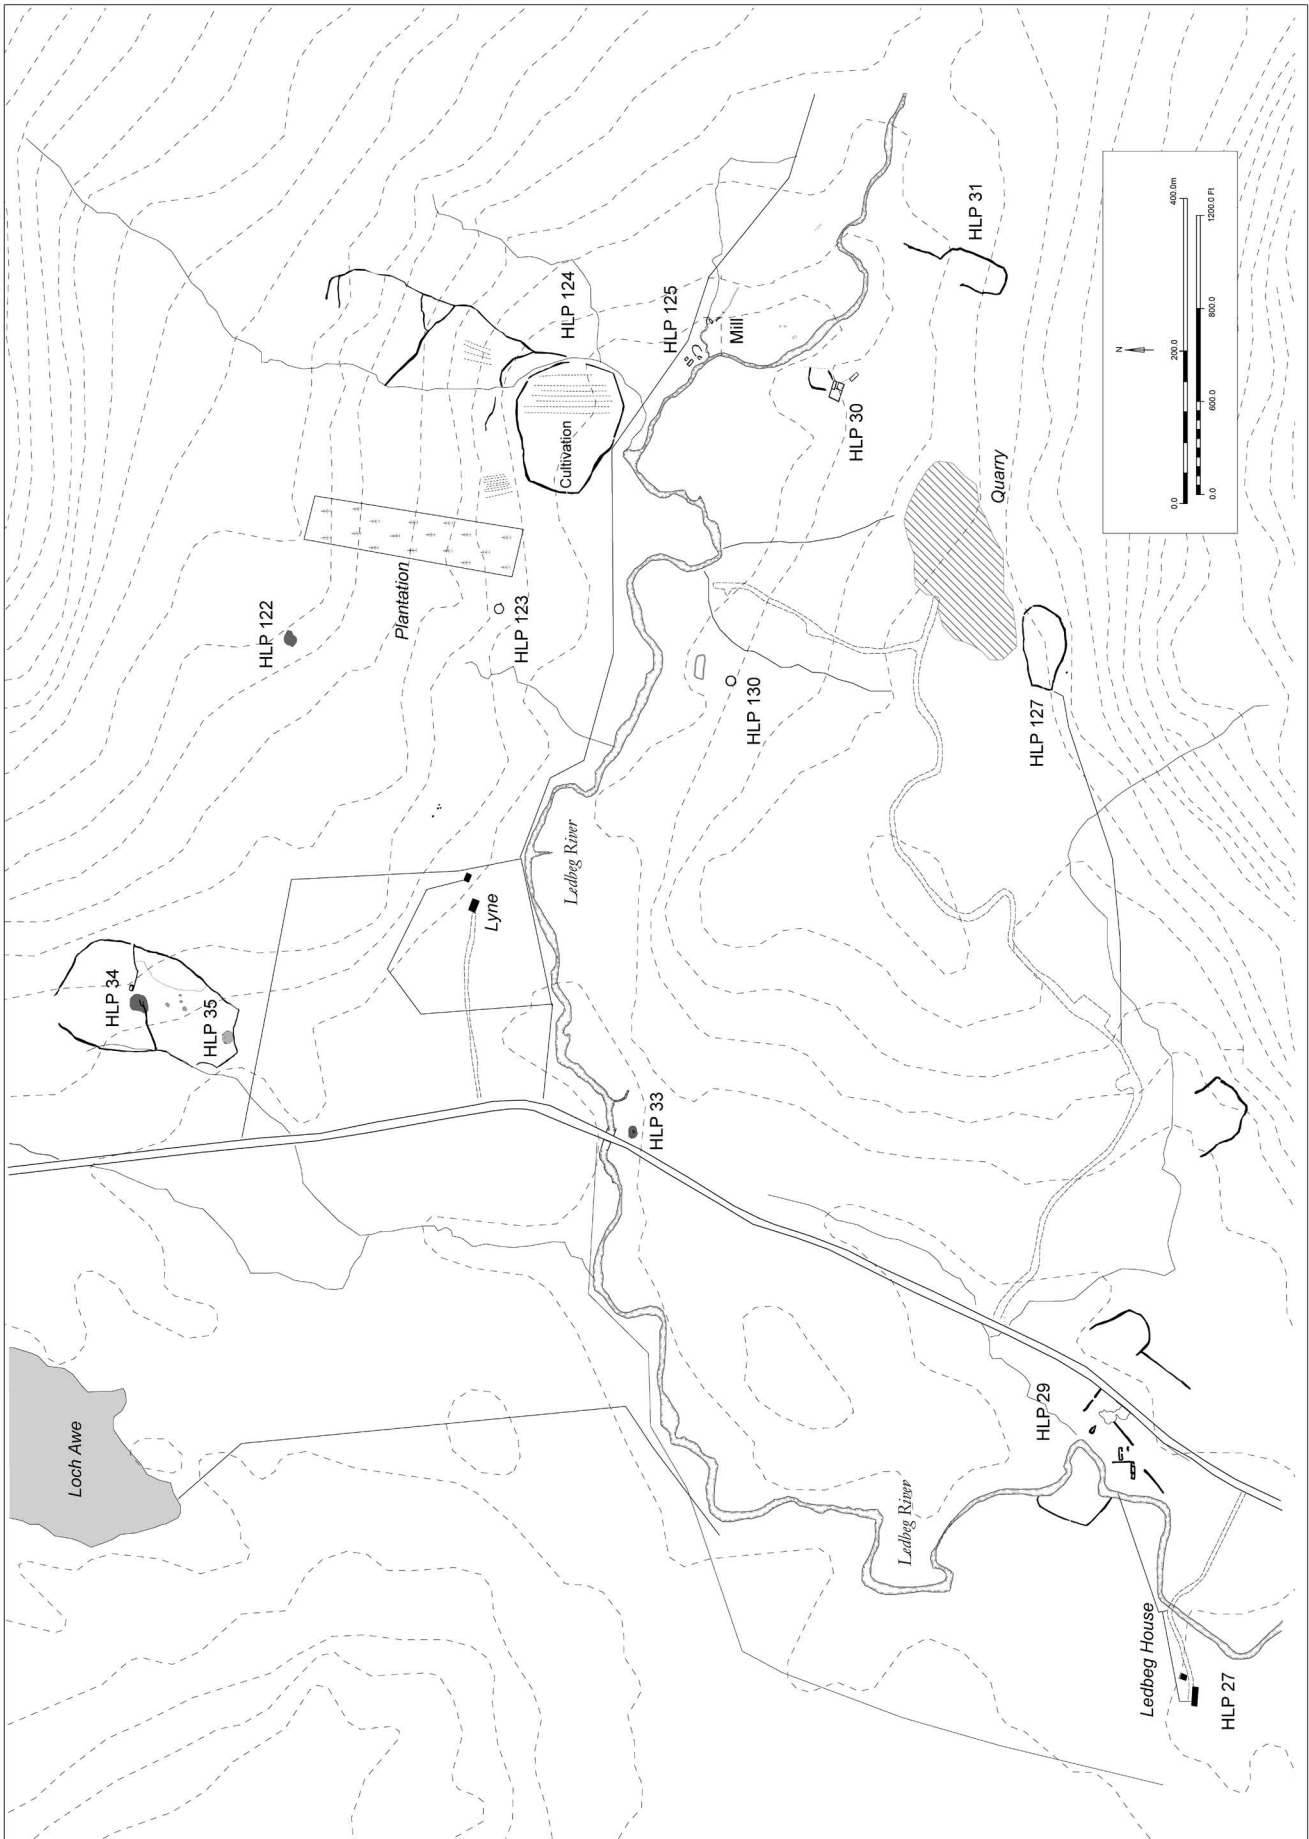 Loch Awe
HLP 34
HLP 35
HLP 122
Plantation
Lyne
HLP 123
Cultivation
HLP 124
Ledbeg River
HLP 33
HLP 125
Mill
HLP 130
HLP 30
Ledbeg River
HLP 31
Quarry
HLP 127
HLP 29
N
Ledbeg House
0.0 200.0 400.0m
0.0 600.0 800.0 1200.0 Ft
HLP 27